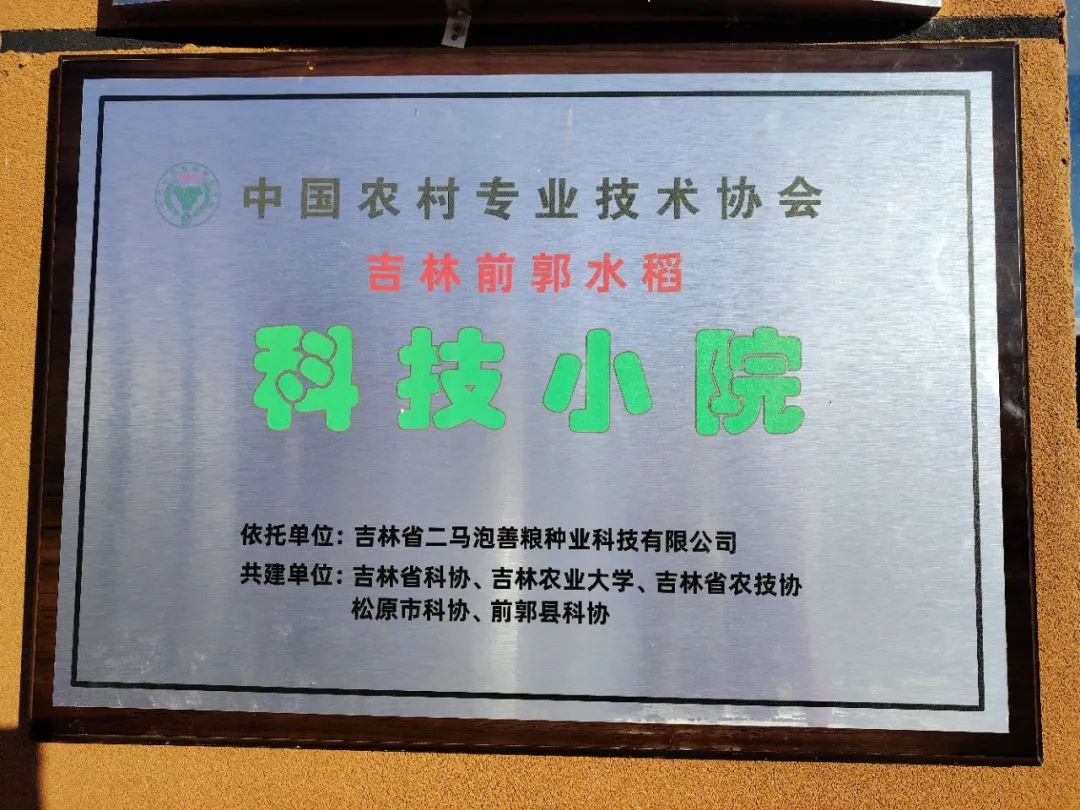 中国农村专业技术协会
吉林前郭水稻
科技小院
依托单位：吉林省二马泡善粮种业科技有限公司
共建单位：吉林省科协、吉林农业大学、吉林省农技协
松原市科协、前郭县科协